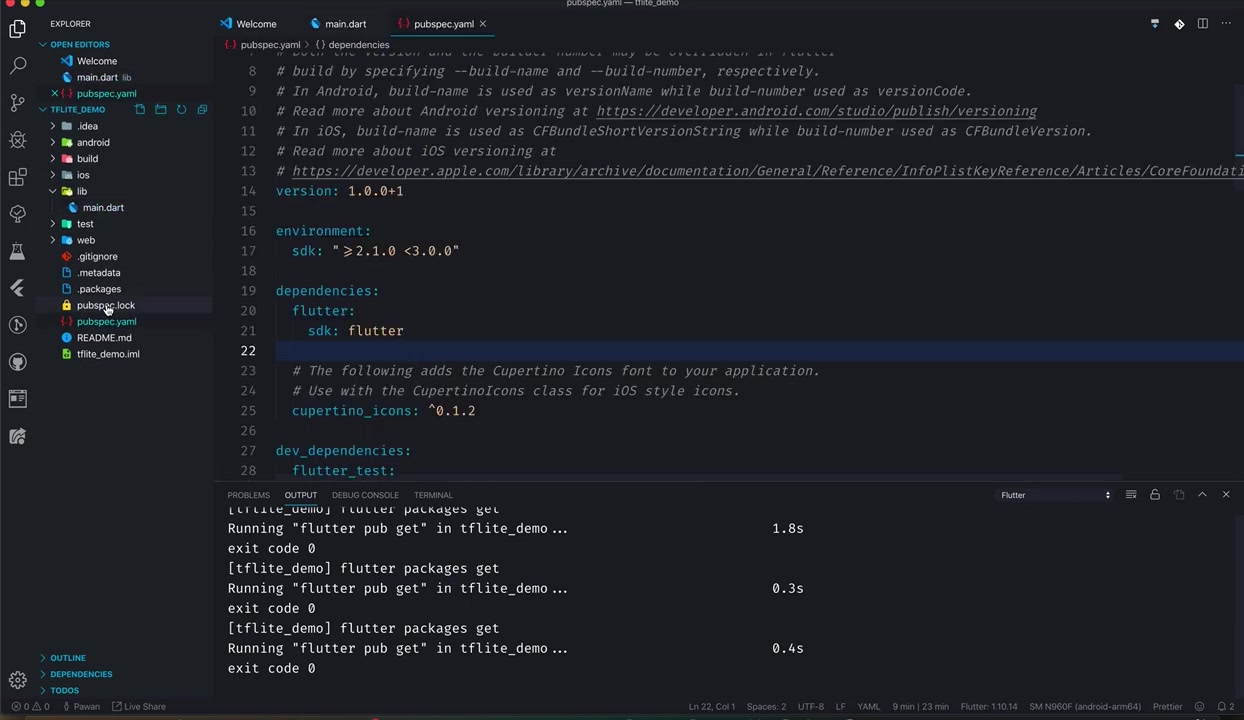 pubspec.yaml — tflite_demo
EXPLORER
Welcome
main.dart
pubspec.yaml
OPEN EDITORS
Welcome
main.dart lib
pubspec.yaml
TFLITE_DEMO
.idea
android
build
ios
lib
main.dart
test
web
.gitignore
.metadata
.packages
pubspec.lock
pubspec.yaml
README.md
tflite_demo.iml
OUTLINE
DEPENDENCIES
TODOS
pubspec.yaml > {} dependencies
# Both the version and the builder number may be overridden in flutter
8 # build by specifying --build-name and --build-number, respectively.
9 # In Android, build-name is used as versionName while build-number used as versionCode.
10 # Read more about Android versioning at https://developer.android.com/studio/publish/versioning
11 # In iOS, build-name is used as CFBundleShortVersionString while build-number used as CFBundleVersion.
12 # Read more about iOS versioning at
13 # https://developer.apple.com/library/archive/documentation/General/Reference/InfoPlistKeyReference/Articles/CoreFoundati
14 version: 1.0.0+1
15
16 environment:
17 sdk: ">=2.1.0 <3.0.0"
18
19 dependencies:
20 flutter:
21 sdk: flutter
22
23 # The following adds the Cupertino Icons font to your application.
24 # Use with the CupertinoIcons class for iOS style icons.
25 cupertino_icons: ^0.1.2
26
27 dev_dependencies:
28 flutter_test:
PROBLEMS OUTPUT DEBUG CONSOLE TERMINAL Flutter
[tflite_demo] flutter packages get
Running "flutter pub get" in tflite_demo... 1.8s
exit code 0
[tflite_demo] flutter packages get
Running "flutter pub get" in tflite_demo... 0.3s
exit code 0
[tflite_demo] flutter packages get
Running "flutter pub get" in tflite_demo... 0.4s
exit code 0
0 0 Pawan Live Share Ln 22, Col 1 Spaces: 2 UTF-8 LF YAML 9 min | 23 min Flutter: 1.10.14 SM N960F (android-arm64) Prettier 2